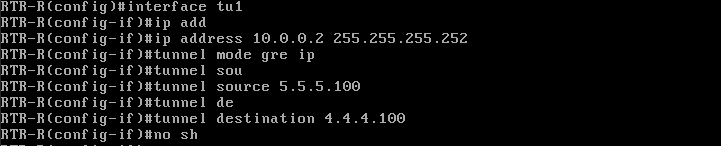 RTR-R(config)#interface tu1
RTR-R(config-if)#ip add
RTR-R(config-if)#ip address 10.0.0.2 255.255.255.252
RTR-R(config-if)#tunnel mode gre ip
RTR-R(config-if)#tunnel sou
RTR-R(config-if)#tunnel source 5.5.5.100
RTR-R(config-if)#tunnel de
RTR-R(config-if)#tunnel destination 4.4.4.100
RTR-R(config-if)#no sh